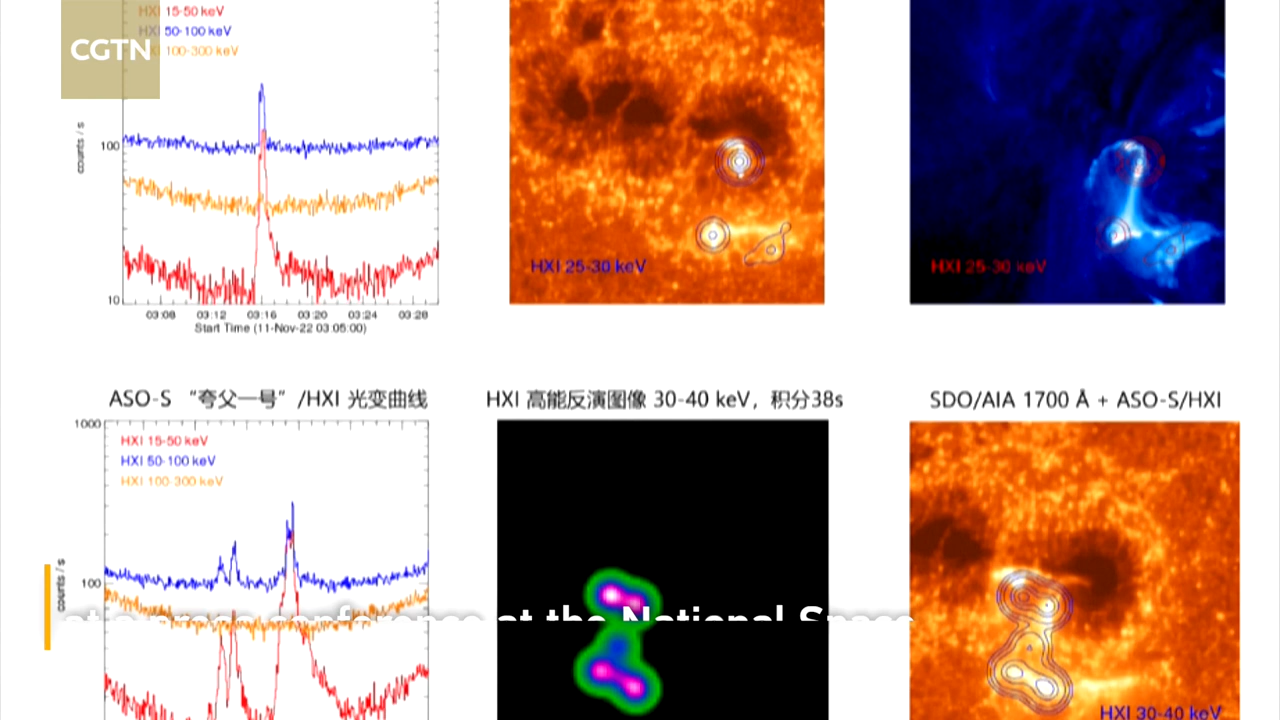 HXI 15-50 keV
HXI 50-100 keV
100-300 keV
CGTN
counts / s
100
10
03:08 03:12 03:16 03:20 03:24 03:28
Start Time (11-Nov-22 03:05:00)
HXI 25-30 keV
HXI 25-30 keV
ASO-S “夸父一号”/HXI 光变曲线
HXI 高能反演图像 30-40 keV，积分38s
SDO/AIA 1700 Å + ASO-S/HXI
1000
HXI 15-50 keV
HXI 50-100 keV
HXI 100-300 keV
counts / s
100
at the National Space
HXI 30-40 keV